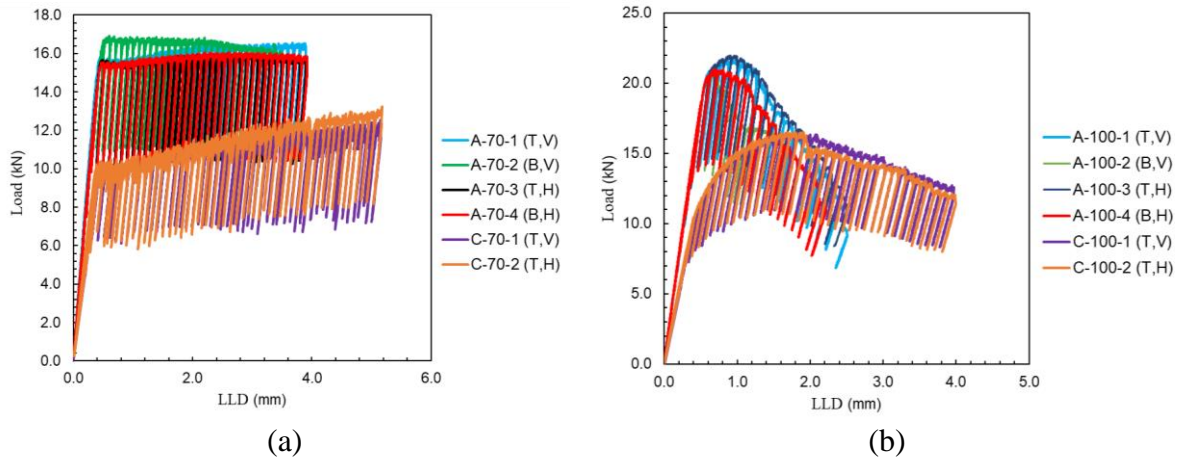 18.0
16.0
14.0
12.0
10.0
8.0
6.0
4.0
2.0
0.0
Load (kN)
0.0 2.0 4.0 6.0
LLD (mm)
A-70-1 (T,V)
A-70-2 (B,V)
A-70-3 (T,H)
A-70-4 (B,H)
C-70-1 (T,V)
C-70-2 (T,H)
(a)
25.0
20.0
15.0
10.0
5.0
0.0
Load (kN)
0.0 1.0 2.0 3.0 4.0 5.0
LLD (mm)
A-100-1 (T,V)
A-100-2 (B,V)
A-100-3 (T,H)
A-100-4 (B,H)
C-100-1 (T,V)
C-100-2 (T,H)
(b)